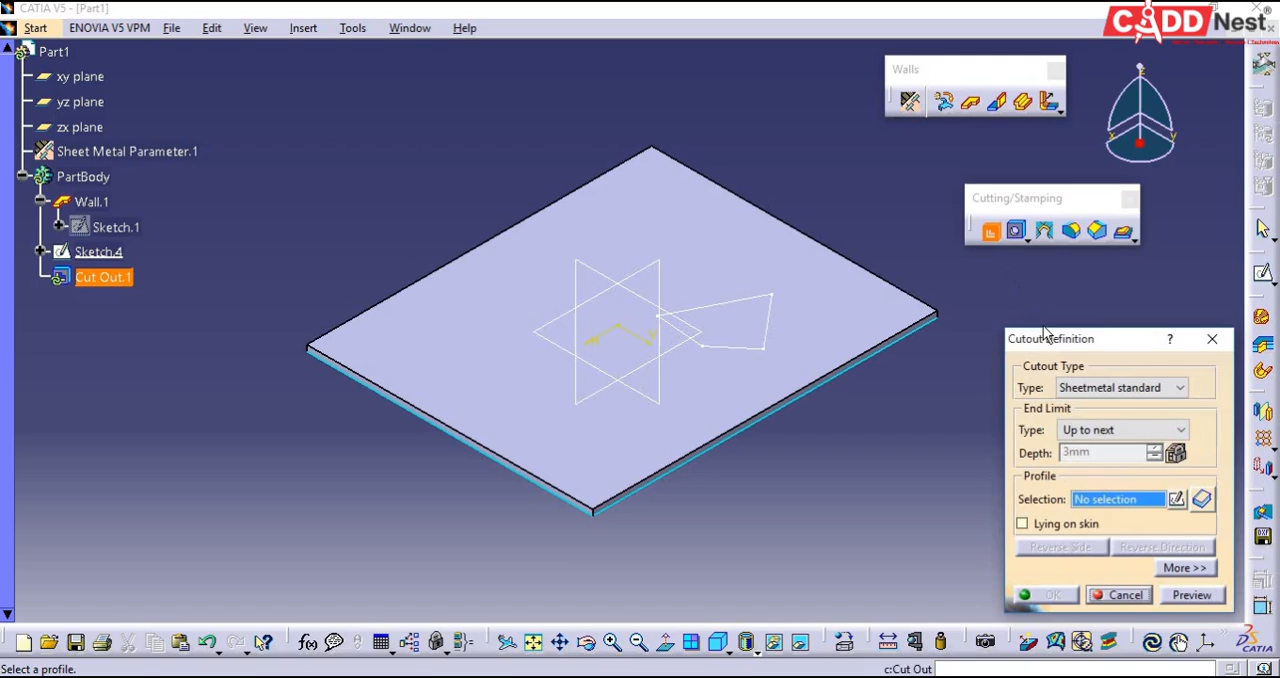 CATIA V5 - [Part1]
CADD Nest®
Start ENOVIA V5 VPM File Edit View Insert Tools Window Help
Part1
xy plane
yz plane
zx plane
Sheet Metal Parameter.1
PartBody
Wall.1
Sketch.1
Sketch.4
Cut Out.1
Walls
Cutting/Stamping
Cutout Definition ?
Cutout Type
Type: Sheetmetal standard
End Limit
Type: Up to next
Depth: 3mm
Profile
Selection: No selection
Lying on skin
Reverse Side Reverse Direction
More >>
OK Cancel Preview
f(x)
CATIA
Select a profile.
c:Cut Out